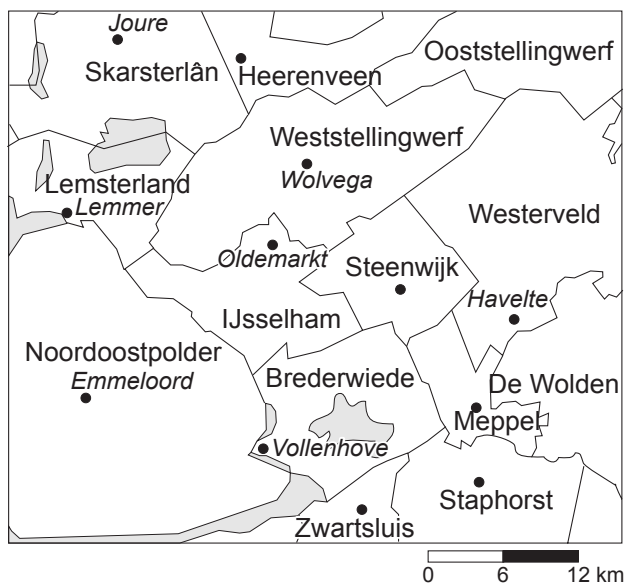 Joure
Skarsterlân
Heerenveen
Ooststellingwerf
Weststellingwerf
Wolvega
Lemsterland
Lemmer
Westerveld
Oldemarkt
Steenwijk
Havelte
IJsselham
Noordoostpolder
Emmeloord
Brederwiede
De Wolden
Meppel
Vollenhove
Staphorst
Zwartsluis
0 6 12 km